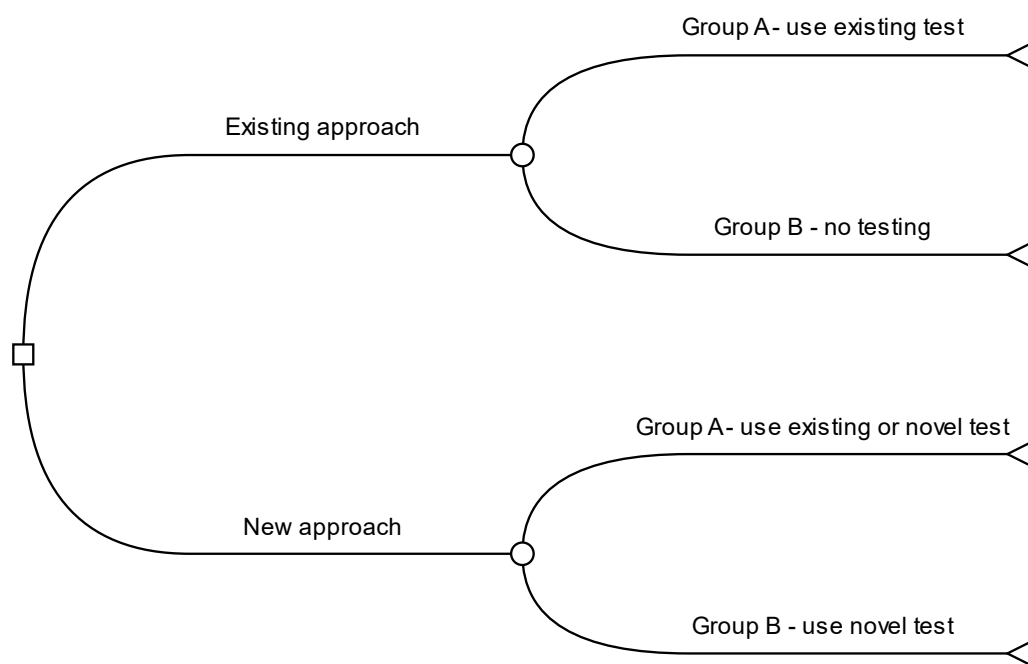 Group A - use existing test
Existing approach
Group B - no testing
Group A - use existing or novel test
New approach
Group B - use novel test